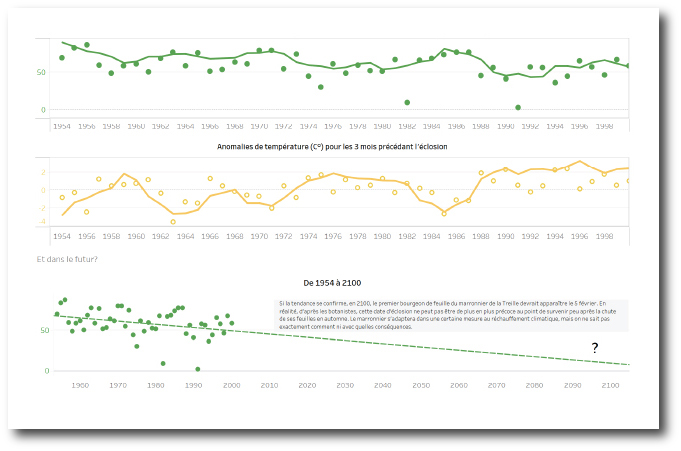 50
0
1954 1956 1958 1960 1962 1964 1966 1968 1970 1972 1974 1976 1978 1980 1982 1984 1986 1988 1990 1992 1994 1996 1998
Anomalies de température (C°) pour les 3 mois précédant l'éclosion
2
0
-2
-4
1954 1956 1958 1960 1962 1964 1966 1968 1970 1972 1974 1976 1978 1980 1982 1984 1986 1988 1990 1992 1994 1996 1998
Et dans le futur?
De 1954 à 2100
Si la tendance se confirme, en 2100, le premier bourgeon de feuille du marronnier de la Treille devrait apparaître le 5 février. En
réalité, d'après les botanistes, cette date d'éclosion ne peut pas être de plus en plus précoce au point de survenir peu après la chute
de ses feuilles en automne. Le marronnier s'adaptera dans une certaine mesure au réchauffement climatique, mais on ne sait pas
exactement comment ni avec quelles conséquences.
50
?
0
1960 1970 1980 1990 2000 2010 2020 2030 2040 2050 2060 2070 2080 2090 2100